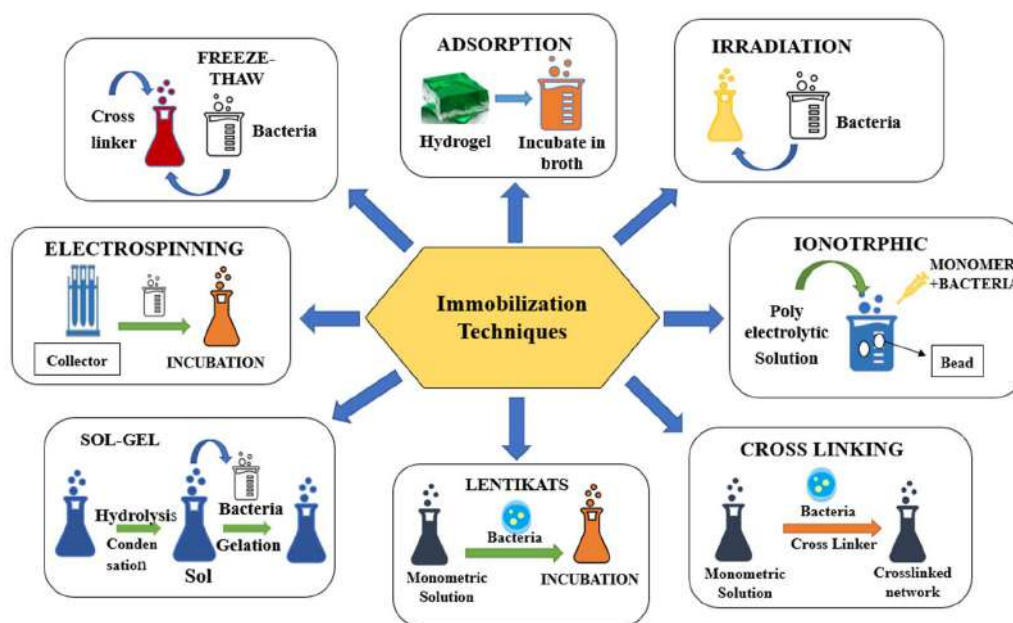 FREEZE-
THAW
Cross
linker
Bacteria
ADSORPTION
Hydrogel
Incubate in
broth
IRRADIATION
Bacteria
ELECTROSPINNING
Collector
INCUBATION
Immobilization
Techniques
IONOTRPHIC
MONOMER
+BACTERIA
Poly
electrolytic
Solution
Bead
SOL-GEL
Hydrolysis
Conden
sation
Sol
Bacteria
Gelation
LENTIKATS
Bacteria
Monometric
Solution
INCUBATION
CROSS LINKING
Bacteria
Cross Linker
Monometric
Solution
Crosslinked
network